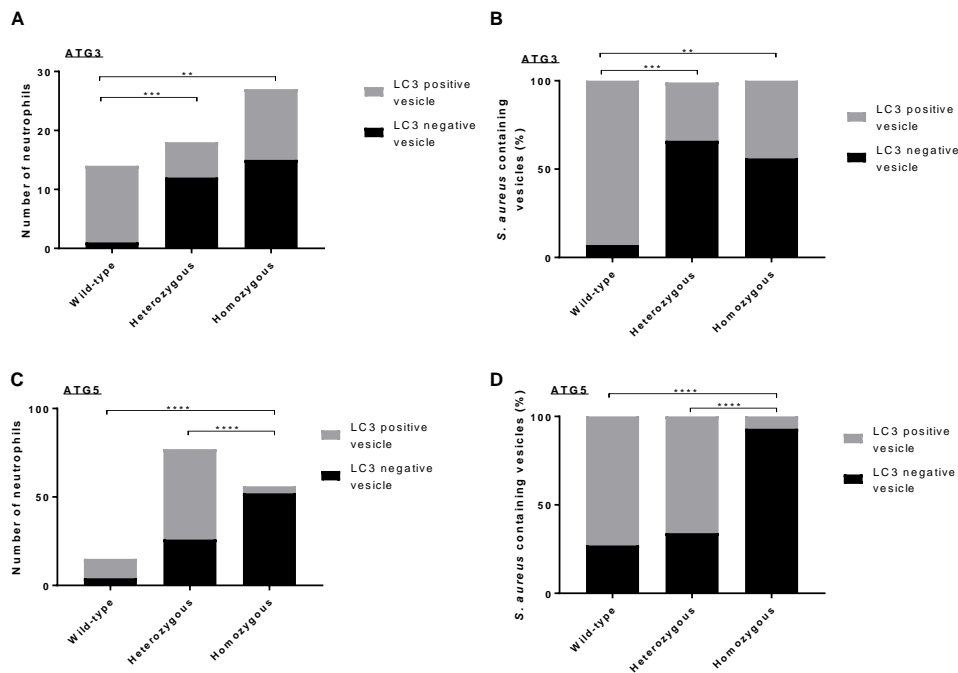 A
ATG3
Number of neutrophils
30
20
10
0
**
***
Wild-type
Heterozygous
Homozygous
LC3 positive
vesicle
LC3 negative
vesicle
B
ATG3
S. aureus containing
vesicles (%)
100
50
0
**
***
Wild-type
Heterozygous
Homozygous
LC3 positive
vesicle
LC3 negative
vesicle
C
ATG5
Number of neutrophils
100
50
0
****
****
Wild-type
Heterozygous
Homozygous
LC3 positive
vesicle
LC3 negative
vesicle
D
ATG5
S. aureus containing vesicles (%)
100
50
0
****
****
Wild-type
Heterozygous
Homozygous
LC3 positive
vesicle
LC3 negative
vesicle